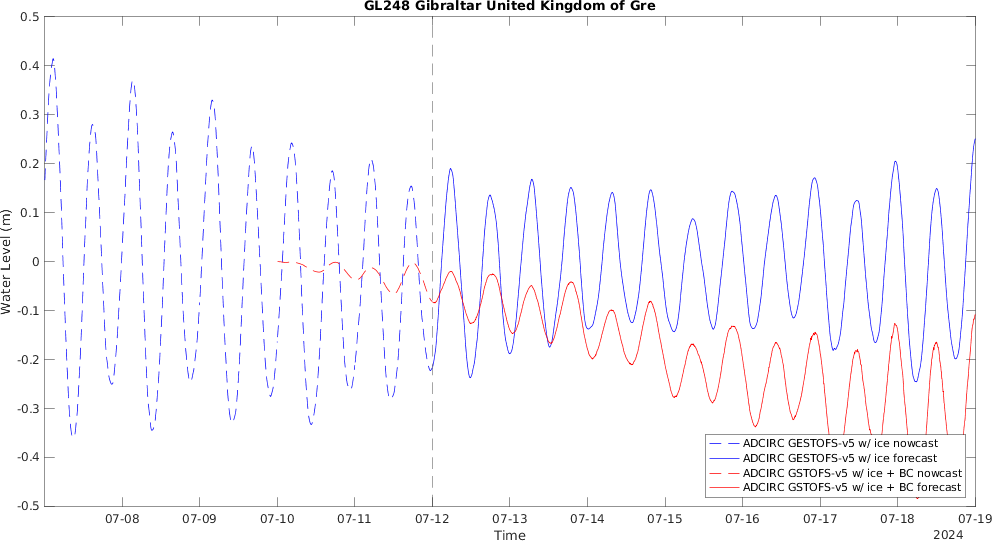 GL248 Gibraltar United Kingdom of Gre
0.5
0.4
0.3
0.2
0.1
0
-0.1
-0.2
-0.3
-0.4
-0.5
Water Level (m)
ADCIRC GESTOFS-v5 w/ ice nowcast
ADCIRC GESTOFS-v5 w/ ice forecast
ADCIRC GSTOFS-v5 w/ ice + BC nowcast
ADCIRC GSTOFS-v5 w/ ice + BC forecast
07-08 07-09 07-10 07-11 07-12 07-13 07-14 07-15 07-16 07-17 07-18 07-19
Time
2024